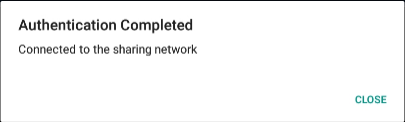 Authentication Completed
Connected to the sharing network
CLOSE